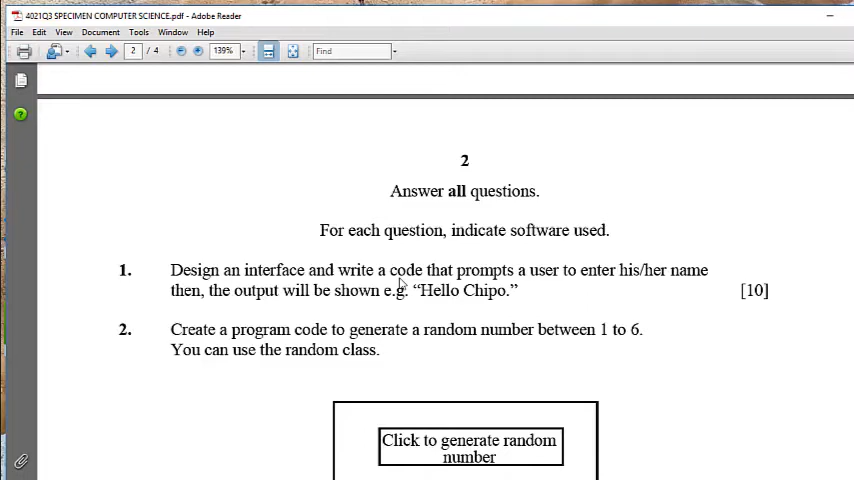 4021Q3 SPECIMEN COMPUTER SCIENCE.pdf - Adobe Reader
File Edit View Document Tools Window Help
2 / 4 139% Find
2
Answer all questions.
For each question, indicate software used.
1. Design an interface and write a code that prompts a user to enter his/her name
then, the output will be shown e.g. “Hello Chipo.” [10]
2. Create a program code to generate a random number between 1 to 6.
You can use the random class.
Click to generate random
number